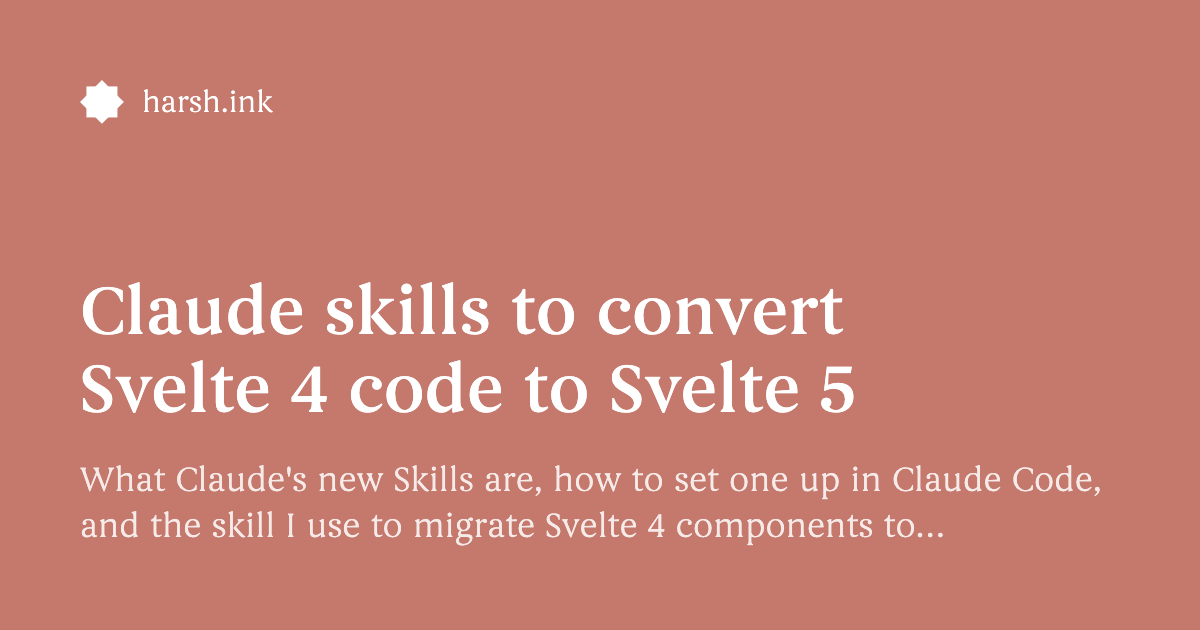 harsh.ink
Claude skills to convert
Svelte 4 code to Svelte 5
What Claude's new Skills are, how to set one up in Claude Code,
and the skill I use to migrate Svelte 4 components to...